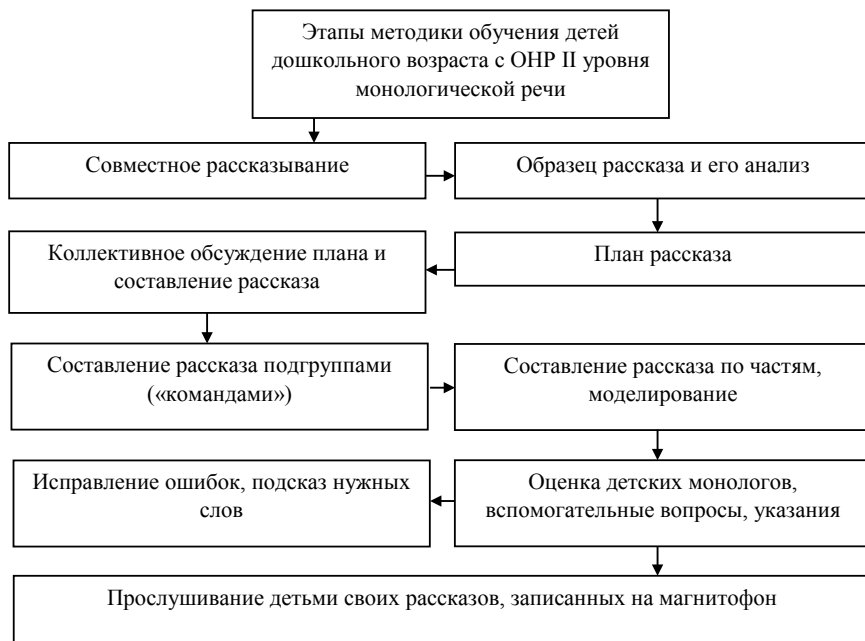 Этапы методики обучения детей
дошкольного возраста с ОНР II уровня
монологической речи
Совместное рассказывание
Образец рассказа и его анализ
Коллективное обсуждение плана и
составление рассказа
План рассказа
Составление рассказа подгруппами
(«командами»)
Составление рассказа по частям,
моделирование
Исправление ошибок, подсказ нужных
слов
Оценка детских монологов,
вспомогательные вопросы, указания
Прослушивание детьми своих рассказов, записанных на магнитофон